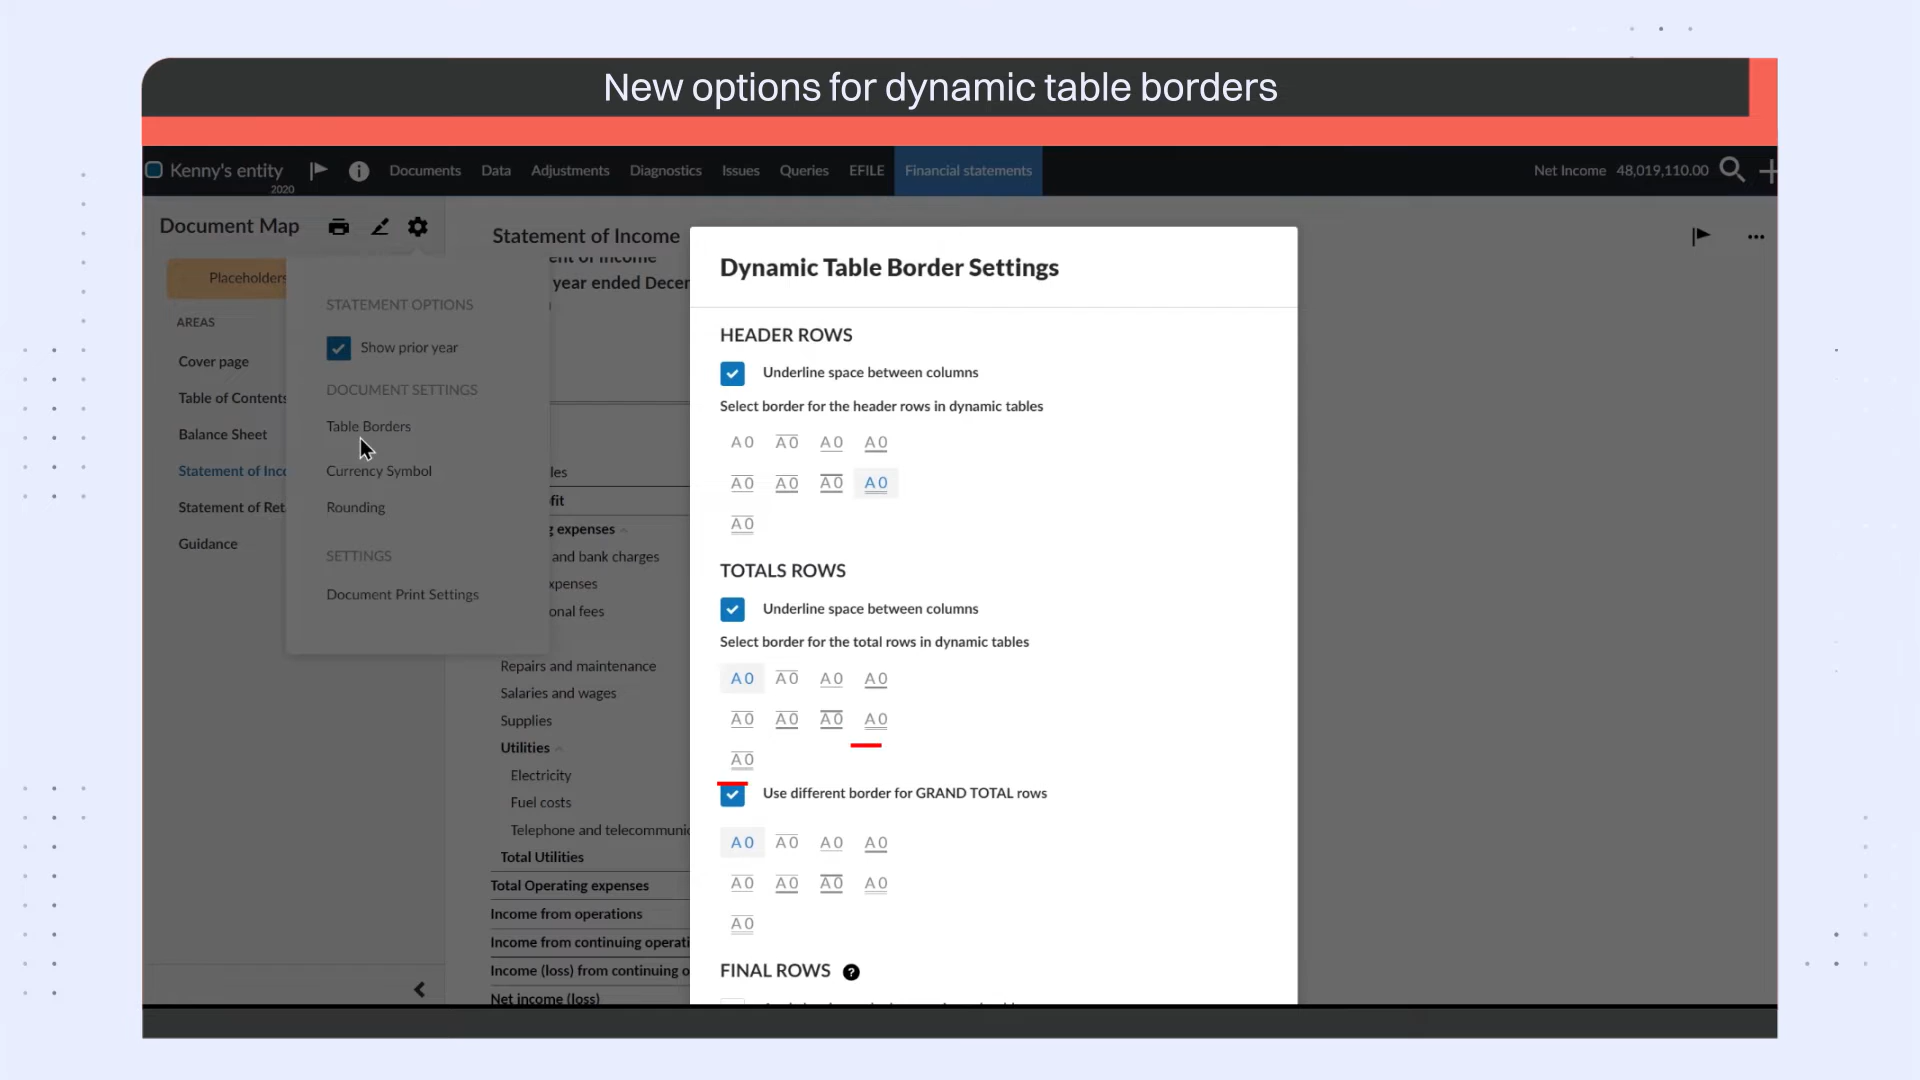 New options for dynamic table borders
Kenny's entity
2020
Documents
Data
Adjustments
Diagnostics
Issues
Queries
EFILE
Financial statements
Net Income 48,019,110.00
Document Map
Placeholders
AREAS
Cover page
Table of Contents
Balance Sheet
Statement of Inco
Statement of Ret
Guidance
STATEMENT OPTIONS
Show prior year
DOCUMENT SETTINGS
Table Borders
Currency Symbol
Rounding
SETTINGS
Document Print Settings
Statement of Income
ent of Income
year ended Decer
les
fit
g expenses
and bank charges
xpenses
onal fees
Repairs and maintenance
Salaries and wages
Supplies
Utilities
Electricity
Fuel costs
Telephone and telecommunic
Total Utilities
Total Operating expenses
Income from operations
Income from continuing operati
Income (loss) from continuing o
Net income (loss)
Dynamic Table Border Settings
HEADER ROWS
Underline space between columns
Select border for the header rows in dynamic tables
A0 A0 A0 A0
A0 A0 A0 A0
A0
TOTALS ROWS
Underline space between columns
Select border for the total rows in dynamic tables
A0 A0 A0 A0
A0 A0 A0 A0
A0
Use different border for GRAND TOTAL rows
A0 A0 A0 A0
A0 A0 A0 A0
A0
FINAL ROWS ?